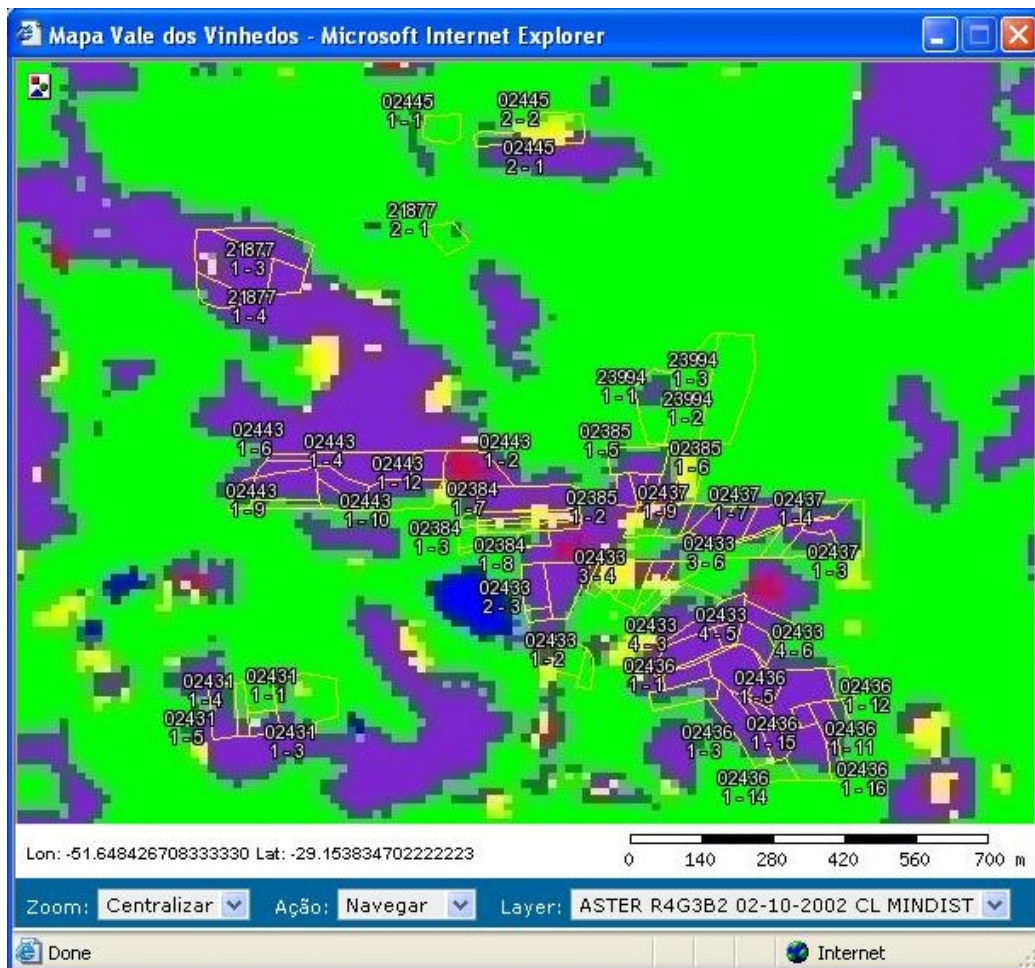 Mapa Vale dos Vinhedos - Microsoft Internet Explorer
02445
1 - 1
02445
2 - 2
02445
2 - 1
21877
2 - 1
21877
1 - 3
21877
1 - 4
23994
1 - 3
23994
1 - 1
23994
1 - 2
02443
1 - 6
02443
1 - 4
02443
1 - 2
02385
1 - 5
02385
1 - 6
02443
1 - 12
02443
1 - 9
02443
1 - 10
02384
1 - 7
02385
1 - 2
02437
1 - 9
02437
1 - 7
02437
1 - 4
02384
1 - 3
02384
1 - 8
02433
3 - 4
02433
3 - 6
02437
1 - 3
02433
2 - 3
02433
1 - 2
02433
4 - 3
02433
4 - 5
02433
4 - 6
02436
1 - 1
02436
1 - 5
02436
1 - 12
02431
1 - 4
02431
1 - 1
02431
1 - 5
02431
1 - 3
02436
1 - 3
02436
1 - 15
02436
1 - 11
02436
1 - 14
02436
1 - 16
Lon: -51.648426708333330 Lat: -29.1538347022222223
0 140 280 420 560 700 m
Zoom: Centralizar Ação: Navegar Layer: ASTER R4G3B2 02-10-2002 CL MINDIST
Done Internet